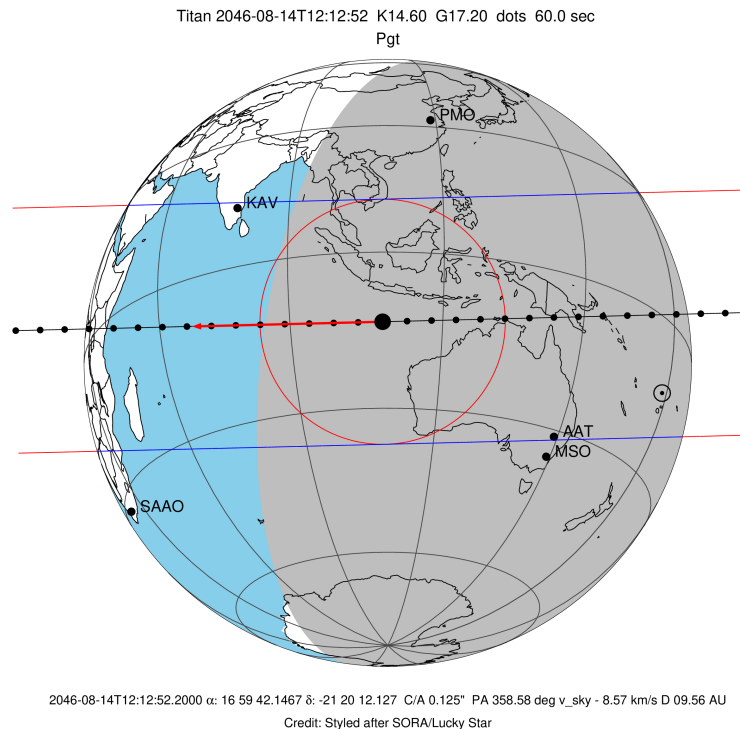 Titan 2046-08-14T12:12:52 K14.60 G17.20 dots 60.0 sec
Pgt
PMO
KAV
AAT
MSO
SAAO
2046-08-14T12:12:52.2000 α: 16 59 42.1467 δ: -21 20 12.127 C/A 0.125" PA 358.58 deg v_sky - 8.57 km/s D 09.56 AU
Credit: Styled after SORA/Lucky Star